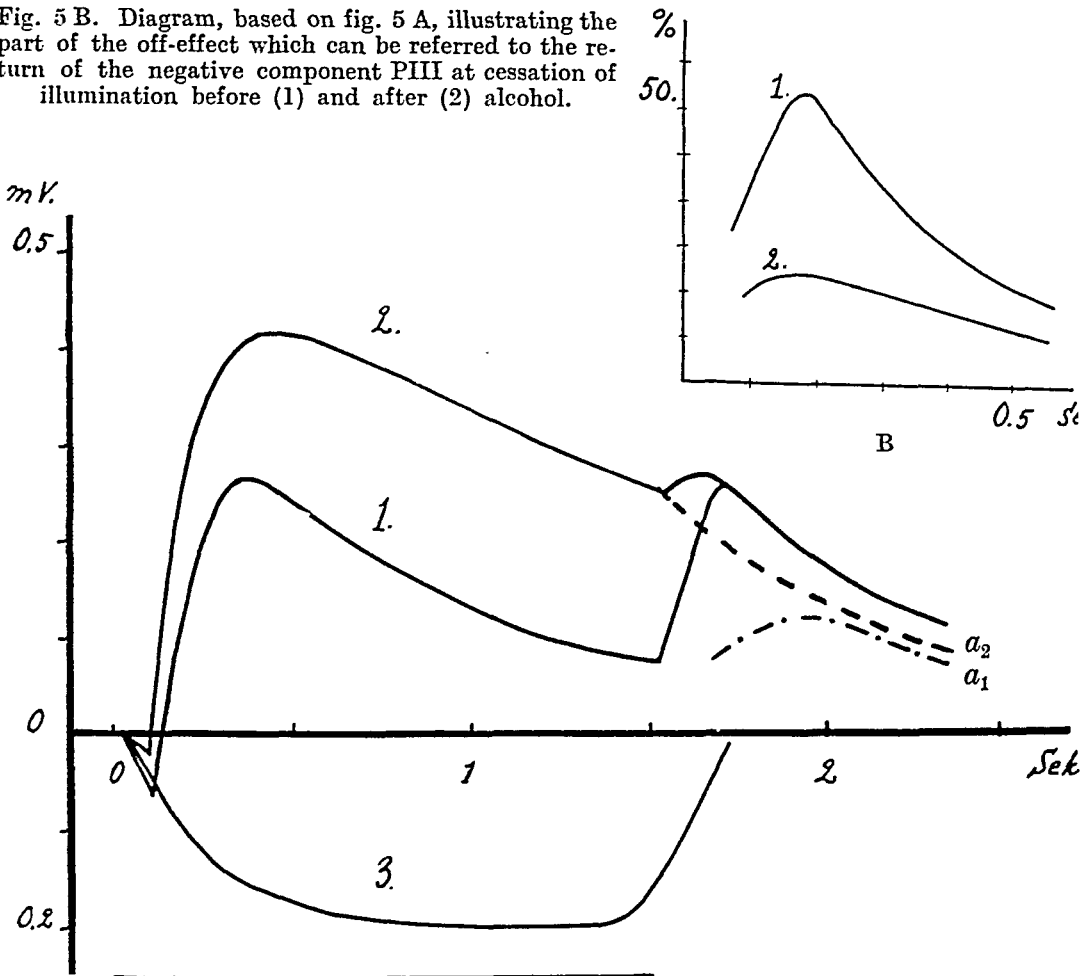 Fig. 5 B. Diagram, based on fig. 5 A, illustrating the
part of the off-effect which can be referred to the re-
turn of the negative component PIII at cessation of
illumination before (1) and after (2) alcohol.
%
50.
1.
2.
0.5
B
mV.
0.5
2.
1.
a2
a1
0
0
1
2
Sek
3.
0.2